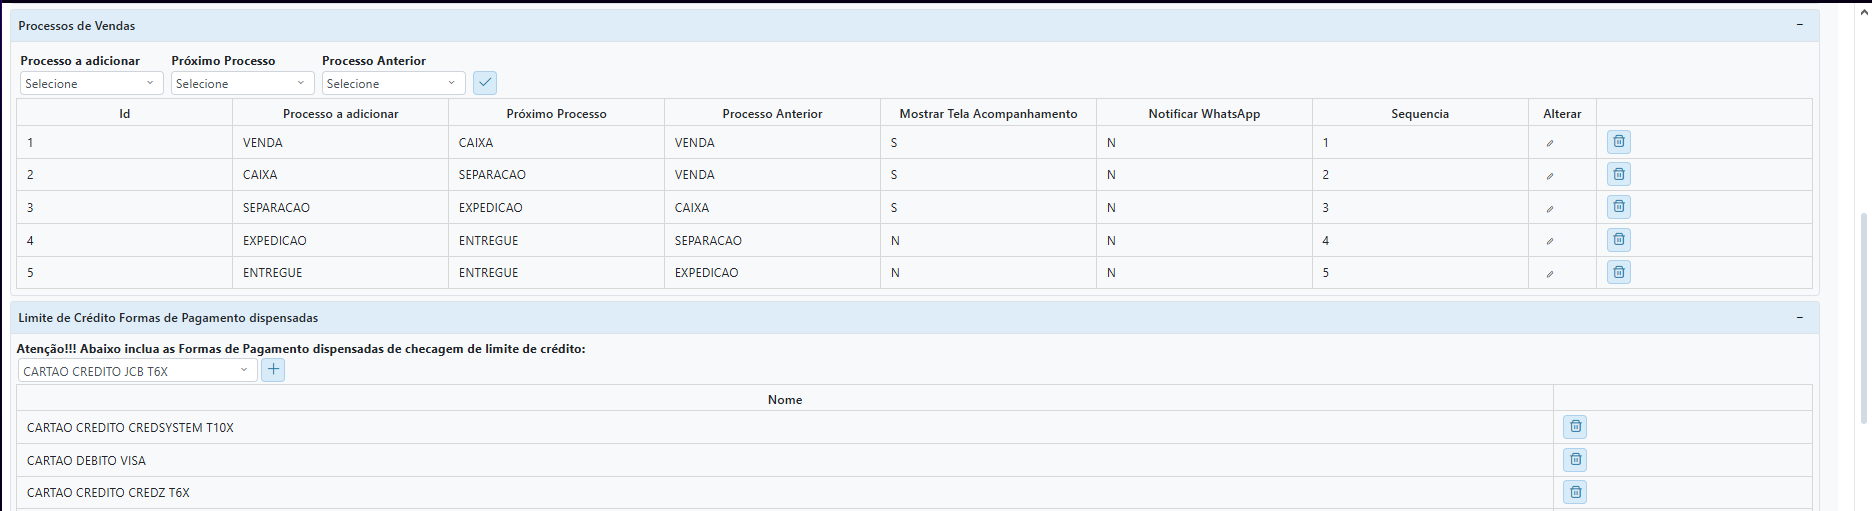 Processos de Vendas
Processo a adicionar Próximo Processo Processo Anterior
Selecione Selecione Selecione
Id Processo a adicionar Próximo Processo Processo Anterior Mostrar Tela Acompanhamento Notificar WhatsApp Sequencia Alterar
1 VENDA CAIXA VENDA S N 1
2 CAIXA SEPARACAO VENDA S N 2
3 SEPARACAO EXPEDICAO CAIXA S N 3
4 EXPEDICAO ENTREGUE SEPARACAO N N 4
5 ENTREGUE ENTREGUE EXPEDICAO N N 5
Limite de Crédito Formas de Pagamento dispensadas
Atenção!!! Abaixo inclua as Formas de Pagamento dispensadas de checagem de limite de crédito:
CARTAO CREDITO JCB T6X
Nome
CARTAO CREDITO CREDSYSTEM T10X
CARTAO DEBITO VISA
CARTAO CREDITO CREDZ T6X